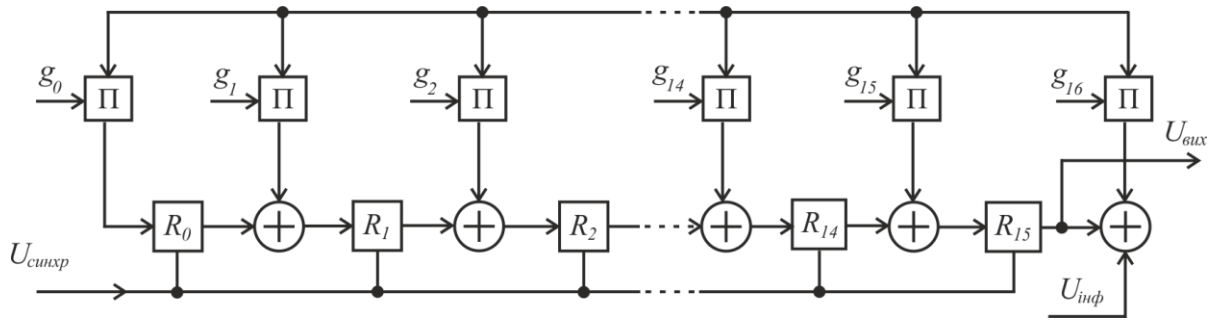 g0 g1 g2 g14 g15 g16
П П П П П П
Uвих
R0 + R1 + R2 + R14 + R15 +
Uсинхр
Uінф